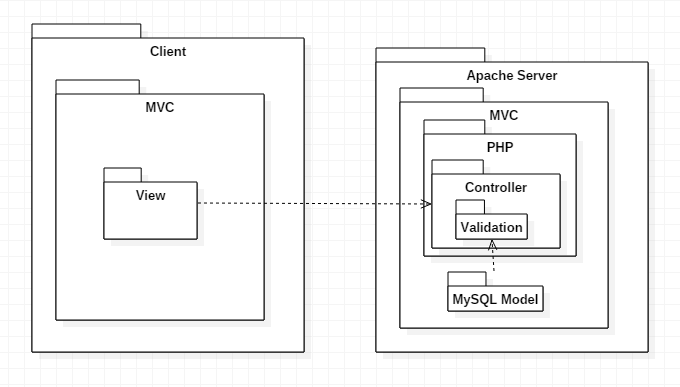 Client
MVC
View
Apache Server
MVC
PHP
Controller
Validation
MySQL Model